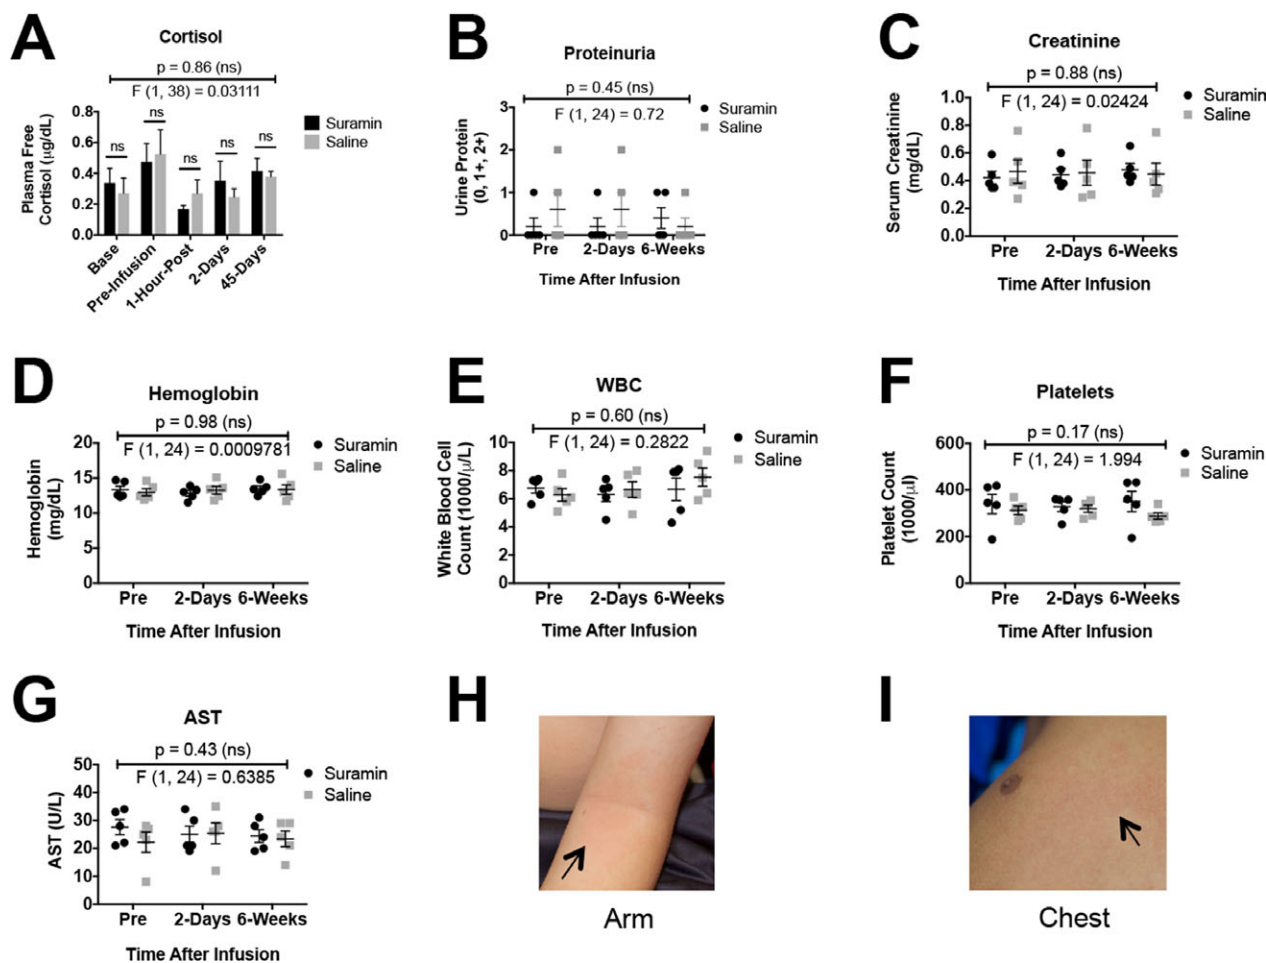 A
Cortisol
p = 0.86 (ns)
F (1, 38) = 0.03111
Plasma Free
Cortisol (µg/dL)
0.8
0.6
0.4
0.2
0.0
ns
ns
ns
ns
ns
Suramin
Saline
Base
Pre-Infusion
1-Hour-Post
2-Days
45-Days
B
Proteinuria
p = 0.45 (ns)
F (1, 24) = 0.72
Urine Protein
(0, 1+, 2+)
3
2
1
0
Suramin
Saline
Pre
2-Days
6-Weeks
Time After Infusion
C
Creatinine
p = 0.88 (ns)
F (1, 24) = 0.02424
Serum Creatinine
(mg/dL)
1.0
0.8
0.6
0.4
0.2
0.0
Suramin
Saline
Pre
2-Days
6-Weeks
Time After Infusion
D
Hemoglobin
p = 0.98 (ns)
F (1, 24) = 0.0009781
Hemoglobin
(mg/dL)
20
15
10
5
0
Suramin
Saline
Pre
2-Days
6-Weeks
Time After Infusion
E
WBC
p = 0.60 (ns)
F (1, 24) = 0.2822
White Blood Cell
Count (1000/µ/L)
10
8
6
4
2
0
Suramin
Saline
Pre
2-Days
6-Weeks
Time After Infusion
F
Platelets
p = 0.17 (ns)
F (1, 24) = 1.994
Platelet Count
(1000/µl)
600
400
200
0
Suramin
Saline
Pre
2-Days
6-Weeks
Time After Infusion
G
AST
p = 0.43 (ns)
F (1, 24) = 0.6385
AST (U/L)
50
40
30
20
10
0
Suramin
Saline
Pre
2-Days
6-Weeks
Time After Infusion
H
Arm
I
Chest